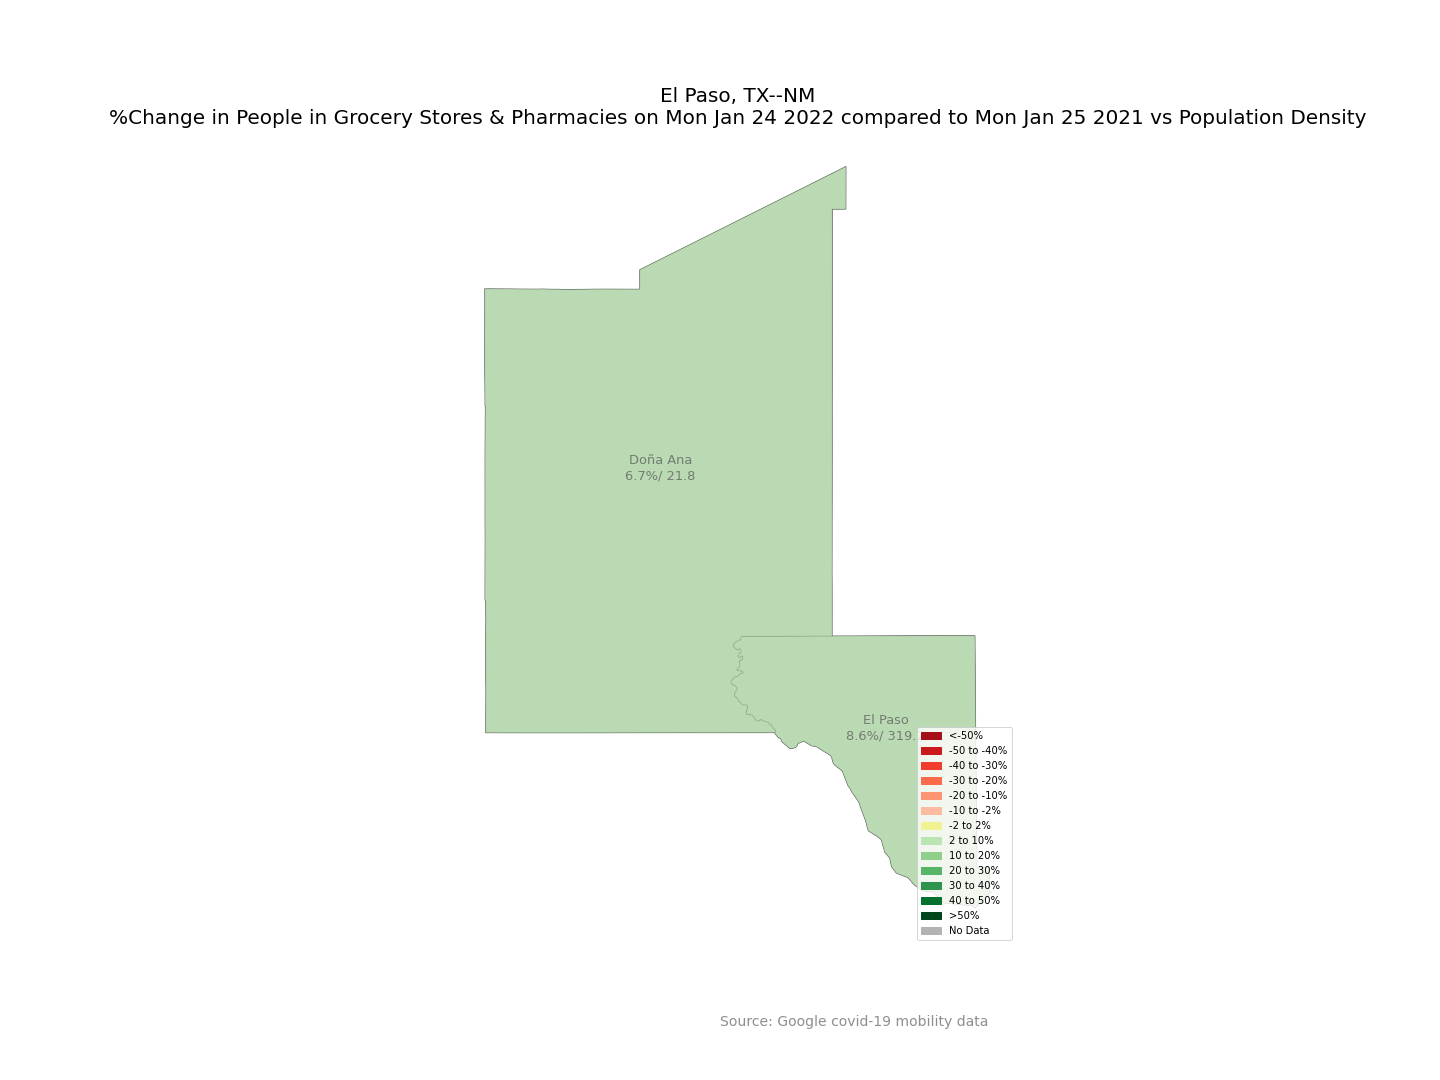 El Paso, TX--NM
%Change in People in Grocery Stores & Pharmacies on Mon Jan 24 2022 compared to Mon Jan 25 2021 vs Population Density
Doña Ana
6.7%/ 21.8
El Paso
8.6%/ 319.
<-50%
-50 to -40%
-40 to -30%
-30 to -20%
-20 to -10%
-10 to -2%
-2 to 2%
2 to 10%
10 to 20%
20 to 30%
30 to 40%
40 to 50%
>50%
No Data
Source: Google covid-19 mobility data